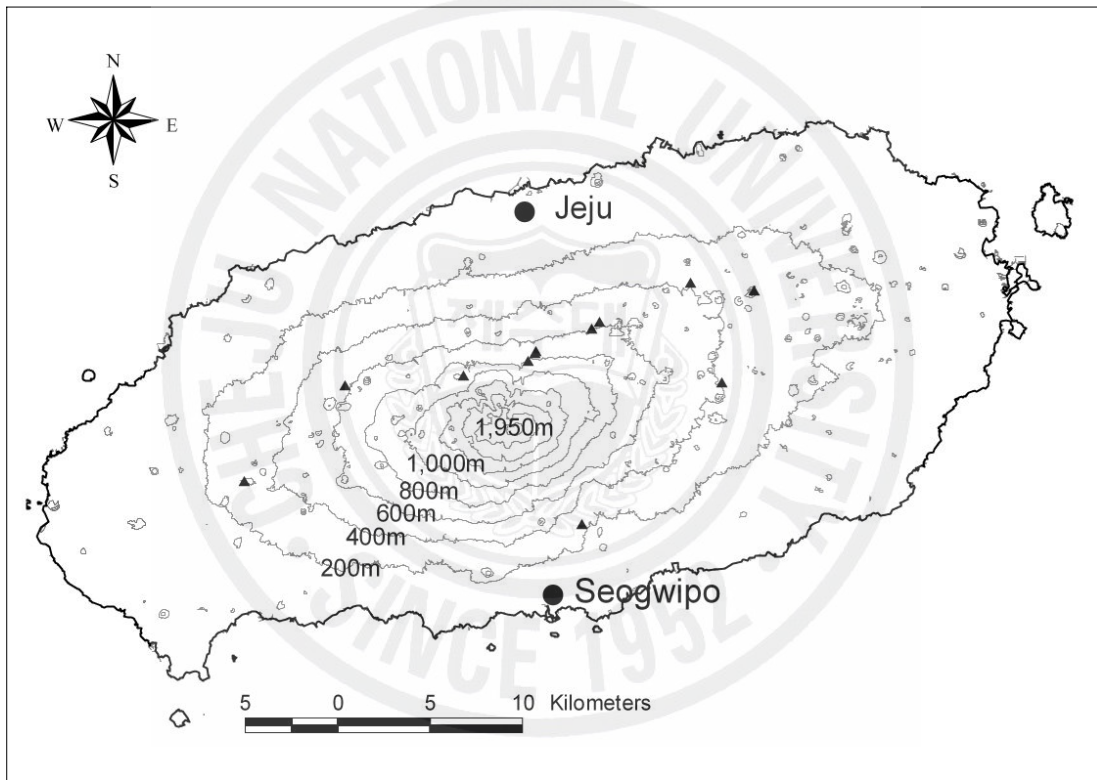 N
W E
S
CHEJU NATIONAL UNIVERSITY
Jeju
1,950m
1,000m
800m
600m
400m
200m
Seogwipo
SINCE 1952
5 0 5 10 Kilometers